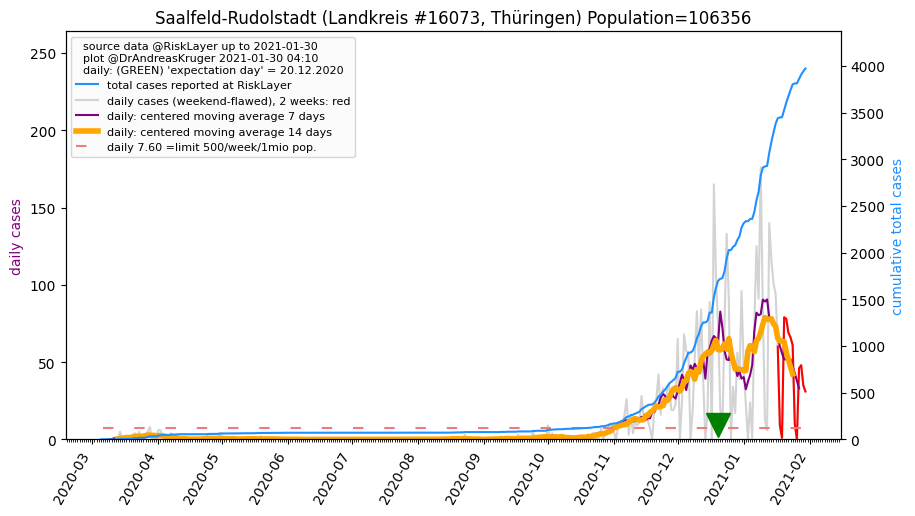 Saalfeld-Rudolstadt (Landkreis #16073, Thüringen) Population=106356
source data @RiskLayer up to 2021-01-30
plot @DrAndreasKruger 2021-01-30 04:10
daily: (GREEN) 'expectation day' = 20.12.2020
total cases reported at RiskLayer
daily cases (weekend-flawed), 2 weeks: red
daily: centered moving average 7 days
daily: centered moving average 14 days
daily 7.60 =limit 500/week/1mio pop.
daily cases
250
200
150
100
50
0
cumulative total cases
4000
3500
3000
2500
2000
1500
1000
500
0
2020-03
2020-04
2020-05
2020-06
2020-07
2020-08
2020-09
2020-10
2020-11
2020-12
2021-01
2021-02